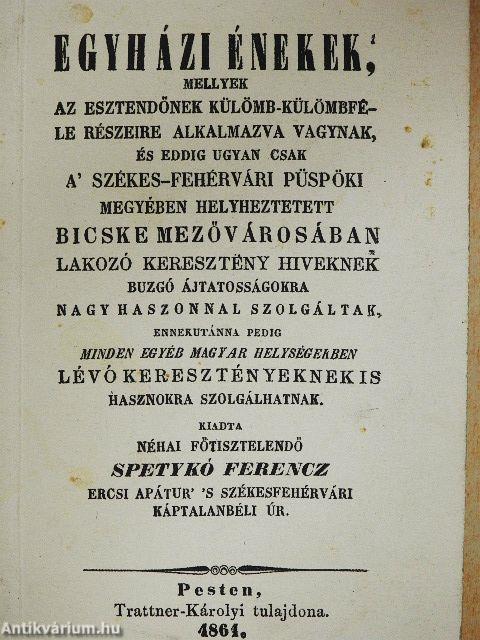 EGYHÁZI ÉNEKEK,
MELLYEK
AZ ESZTENDŐNEK KÜLÖMB-KÜLÖMBFÉ-
LE RÉSZEIRE ALKALMAZVA VAGYNAK,
ÉS EDDIG UGYAN CSAK
A' SZÉKES-FEHÉRVÁRI PÜSPÖKI
MEGYÉBEN HELYHEZTETETT
BICSKE MEZŐVÁROSÁBAN
LAKOZÓ KERESZTÉNY HIVEKNEK
BUZGÓ ÁJTATOSSÁGOKRA
NAGY HASZONNAL SZOLGÁLTAK,
ENNEKUTÁNNA PEDIG
MINDEN EGYÉB MAGYAR HELYSÉGEKBEN
LÉVŐ KERESZTÉNYEKNEK IS
HASZNOKRA SZOLGÁLHATNAK.
KIADTA
NÉHAI FŐTISZTELENDŐ
SPETYKÓ FERENCZ
ERCSI APÁTUR' 'S SZÉKESFEHÉRVÁRI
KÁPTALANBÉLI ÚR.
Pesten,
Trattner-Károlyi tulajdona.
1861.
Antikvárium.hu